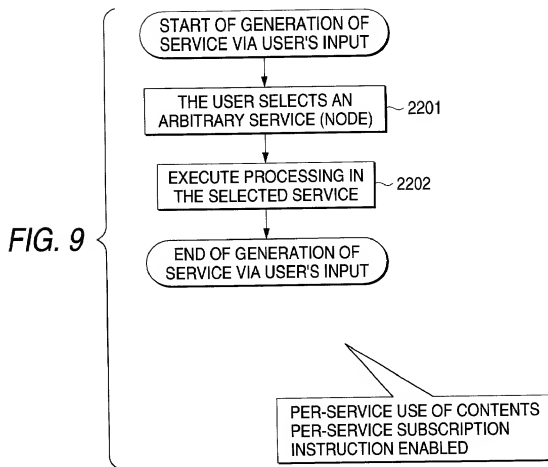 START OF GENERATION OF
SERVICE VIA USER'S INPUT
THE USER SELECTS AN
ARBITRARY SERVICE (NODE)
2201
EXECUTE PROCESSING IN
THE SELECTED SERVICE
2202
FIG. 9
END OF GENERATION OF
SERVICE VIA USER'S INPUT
PER-SERVICE USE OF CONTENTS
PER-SERVICE SUBSCRIPTION
INSTRUCTION ENABLED